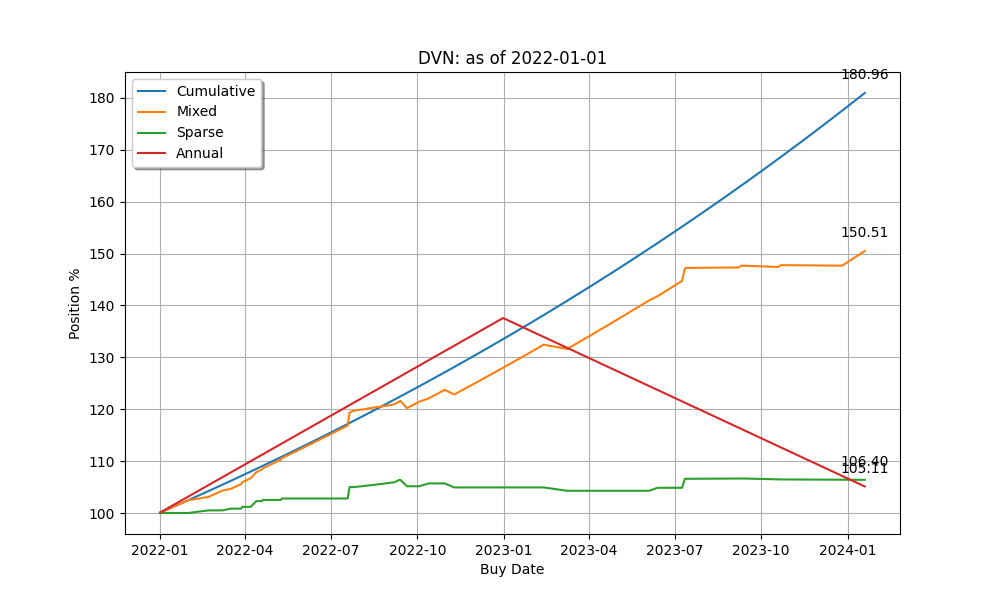 DVN: as of 2022-01-01
Cumulative
Mixed
Sparse
Annual
180.96
150.51
106.40
105.11
180
170
160
150
140
130
120
110
100
Position %
2022-01 2022-04 2022-07 2022-10 2023-01 2023-04 2023-07 2023-10 2024-01
Buy Date